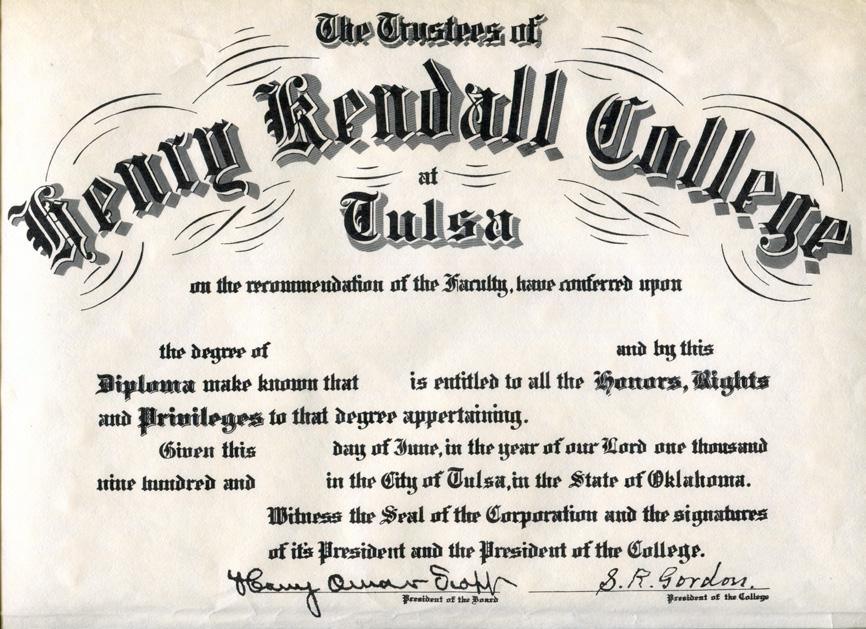 The Trustees of
Henry Kendall College
at
Tulsa
on the recommendation of the Faculty, have conferred upon
the degree of and by this
Diploma make known that is entitled to all the Honors, Rights
and Privileges to that degree appertaining.
Given this day of June, in the year of our Lord one thousand
nine hundred and in the City of Tulsa, in the State of Oklahoma.
Witness the Seal of the Corporation and the signatures
of its President and the President of the College.
Harry Omar S. R. Gordon.
President of the Board President of the College